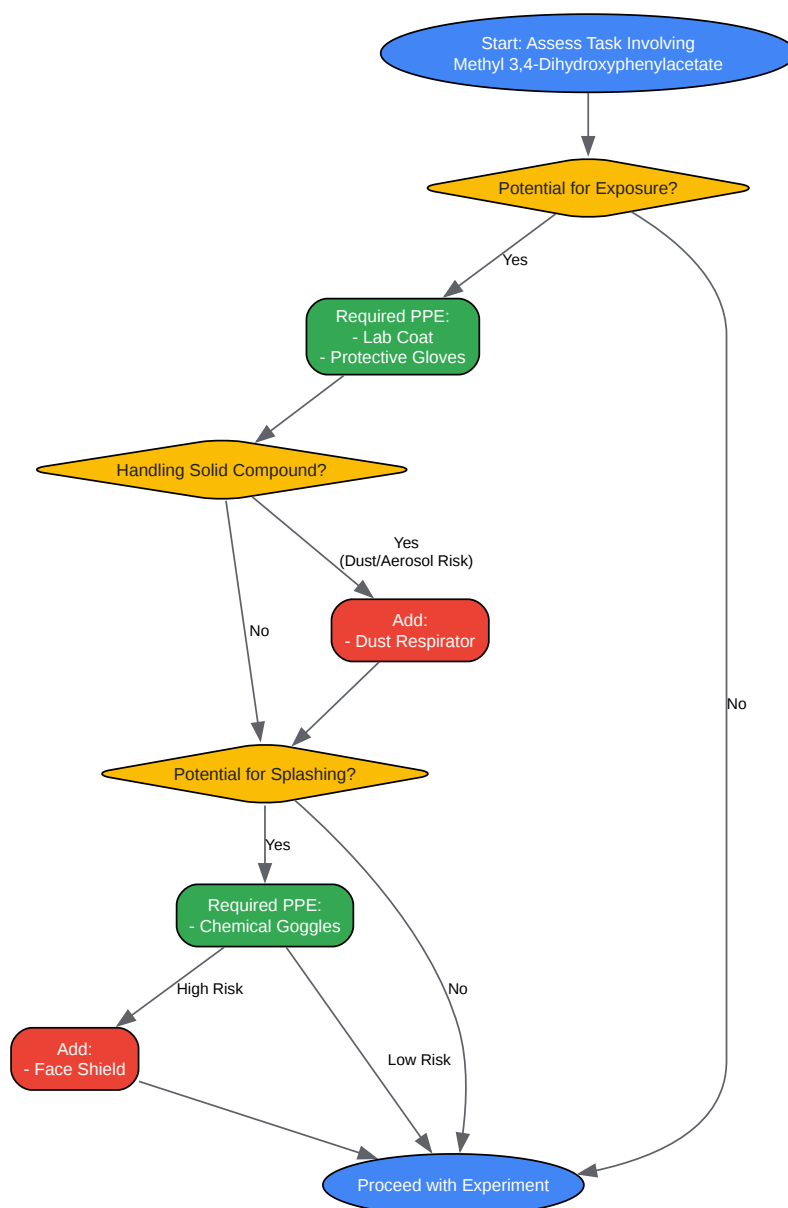 Start: Assess Task Involving
Methyl 3,4-Dihydroxyphenylacetate
Potential for Exposure?
Yes
Required PPE:
- Lab Coat
- Protective Gloves
Handling Solid Compound?
Yes
(Dust/Aerosol Risk)
Add:
- Dust Respirator
No
No
Potential for Splashing?
Yes
Required PPE:
- Chemical Goggles
High Risk
No
Add:
- Face Shield
Low Risk
Proceed with Experiment